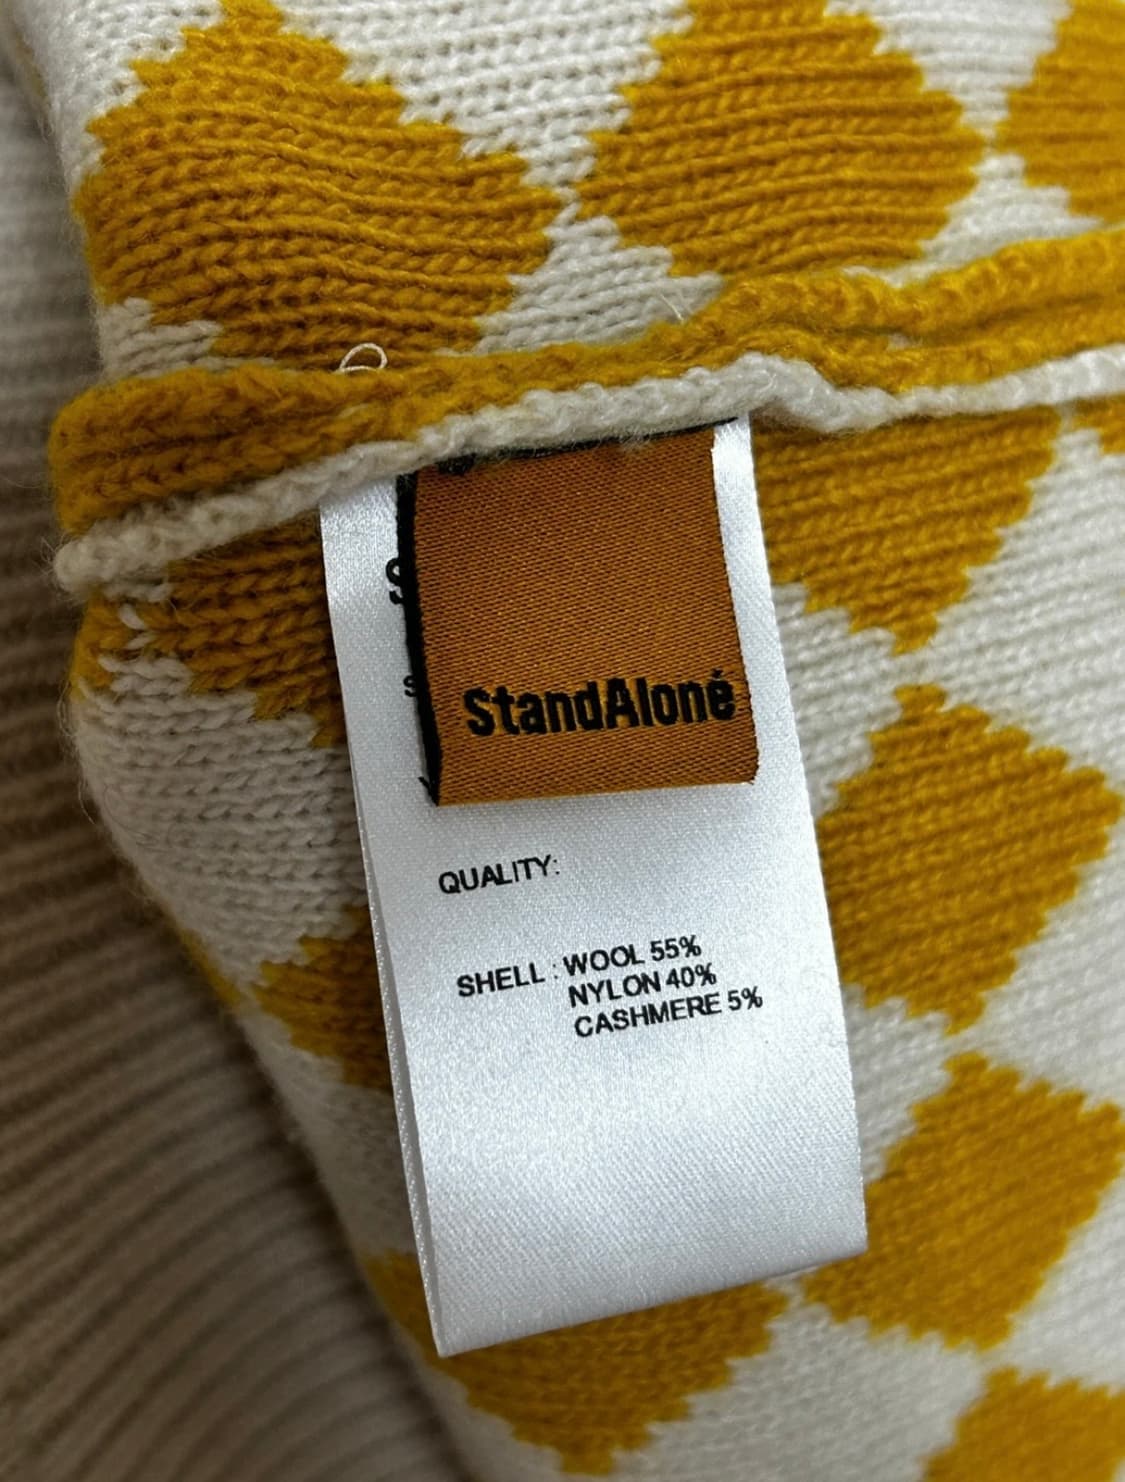 StandAloné
QUALITY:
SHELL : WOOL 55%
NYLON 40%
CASHMERE 5%